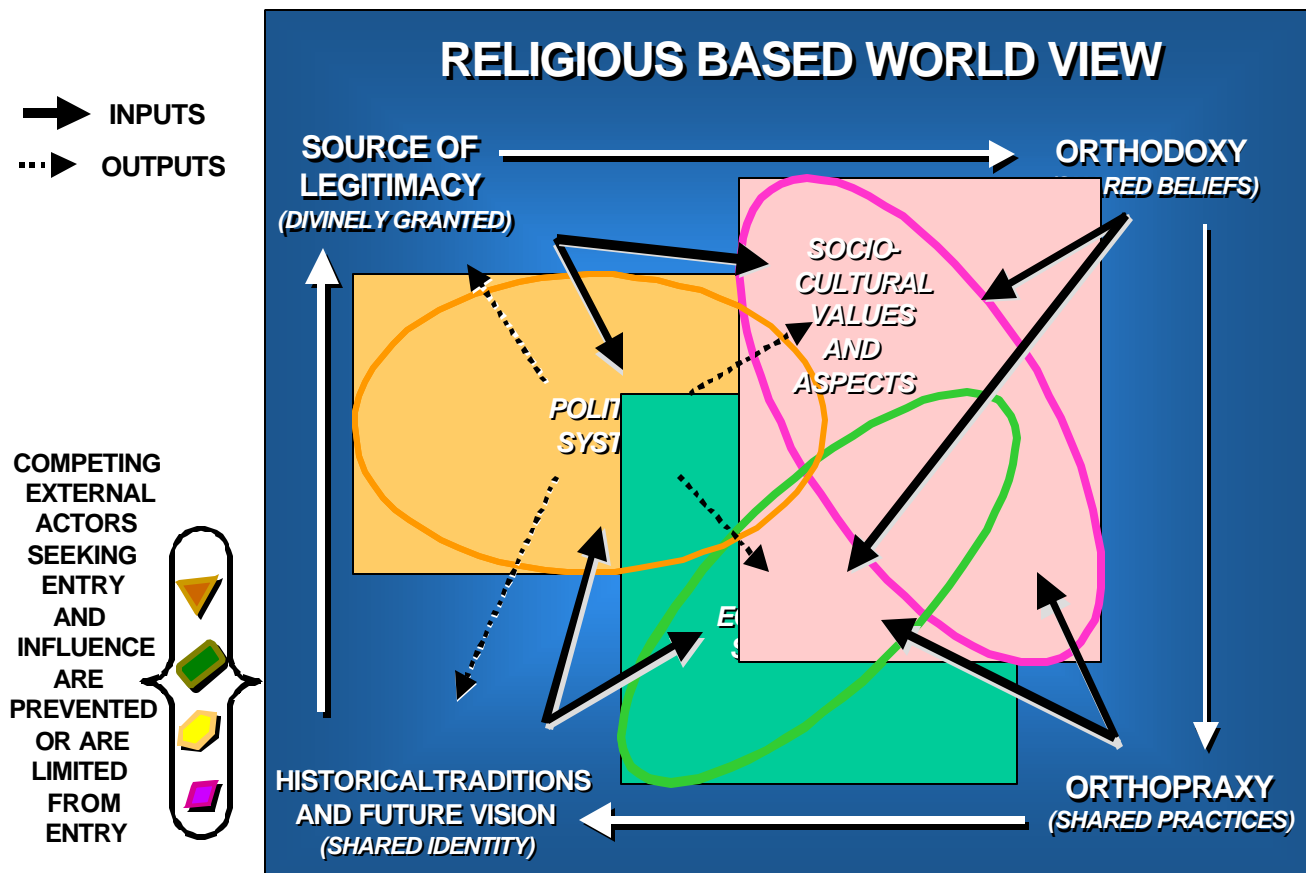 RELIGIOUS BASED WORLD VIEW
INPUTS
OUTPUTS
SOURCE OF
LEGITIMACY
(DIVINELY GRANTED)
ORTHODOXY
BELIEFS)
SOCIO-
CULTURAL
VALUES
AND
ASPECTS
COMPETING
EXTERNAL
ACTORS
SEEKING
ENTRY
AND
INFLUENCE
ARE
PREVENTED
OR ARE
LIMITED
FROM
ENTRY
HISTORICALTRADITIONS
AND FUTURE VISION
(SHARED IDENTITY)
ORTHOPRAXY
(SHARED PRACTICES)